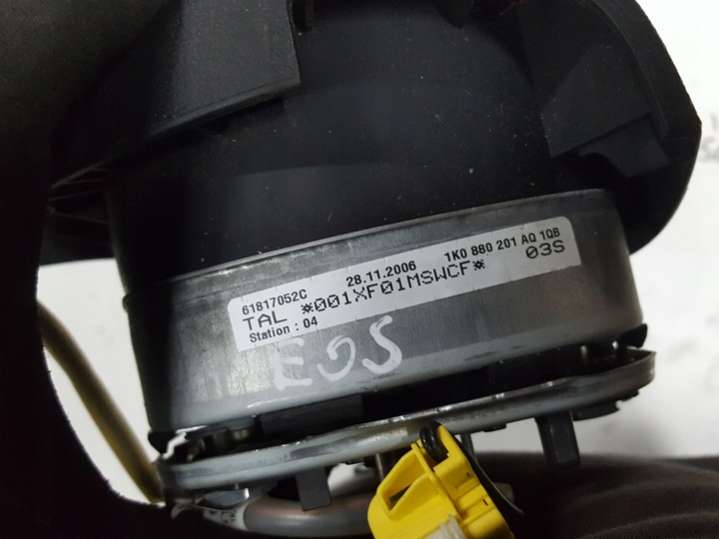 61817052C 28.11.2006 1K0 880 201 AQ 1QB
TAL *001XF01MSWCF* 03S
Station : 04
EOS